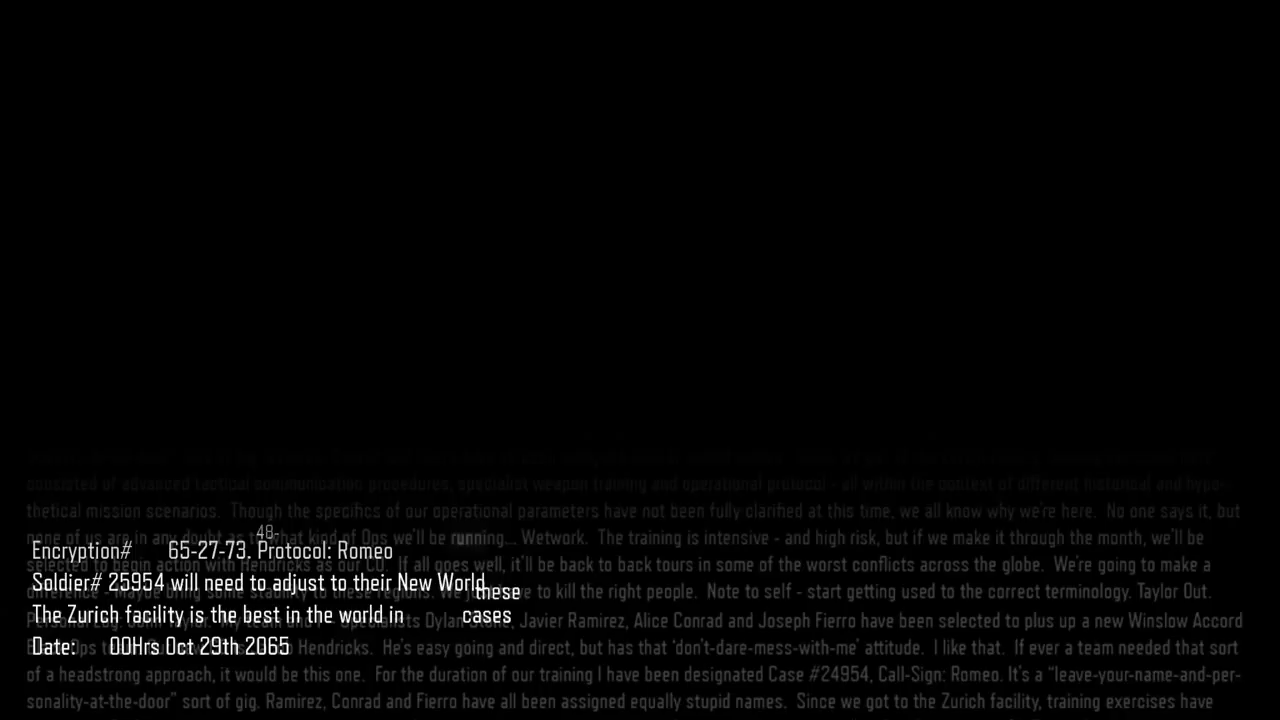 consisted of advanced tactical communication procedures, specialist weapon training and operational protocol - all within the context of different historical and hypo-
thetical mission scenarios. Though the specifics of our operational parameters have not been fully clarified at this time, we all know why we're here. No one says it, but
none of us are in any doubt as to what kind of Ops we'll be running... Wetwork. The training is intensive - and high risk, but if we make it through the month, we'll be
48-
Encryption# 65-27-73. Protocol: Romeo
selected to begin action with Hendricks as our CO. If all goes well, it'll be back to back tours in some of the worst conflicts across the globe. We're going to make a
Soldier# 25954 will need to adjust to their New World.
these
difference - maybe bring some stability to these regions. We just have to kill the right people. Note to self - start getting used to the correct terminology. Taylor Out.
The Zurich facility is the best in the world in cases
Personal Log: John Taylor. My team and I - Specialists Dylan Stone, Javier Ramirez, Alice Conrad and Joseph Fierro have been selected to plus up a new Winslow Accord
Date: 00Hrs Oct 29th 2065
Ops Hendricks. He's easy going and direct, but has that 'don't-dare-mess-with-me' attitude. I like that. If ever a team needed that sort
of a headstrong approach, it would be this one. For the duration of our training I have been designated Case #24954, Call-Sign: Romeo. It's a "leave-your-name-and-per-
sonality-at-the-door" sort of gig. Ramirez, Conrad and Fierro have all been assigned equally stupid names. Since we got to the Zurich facility, training exercises have